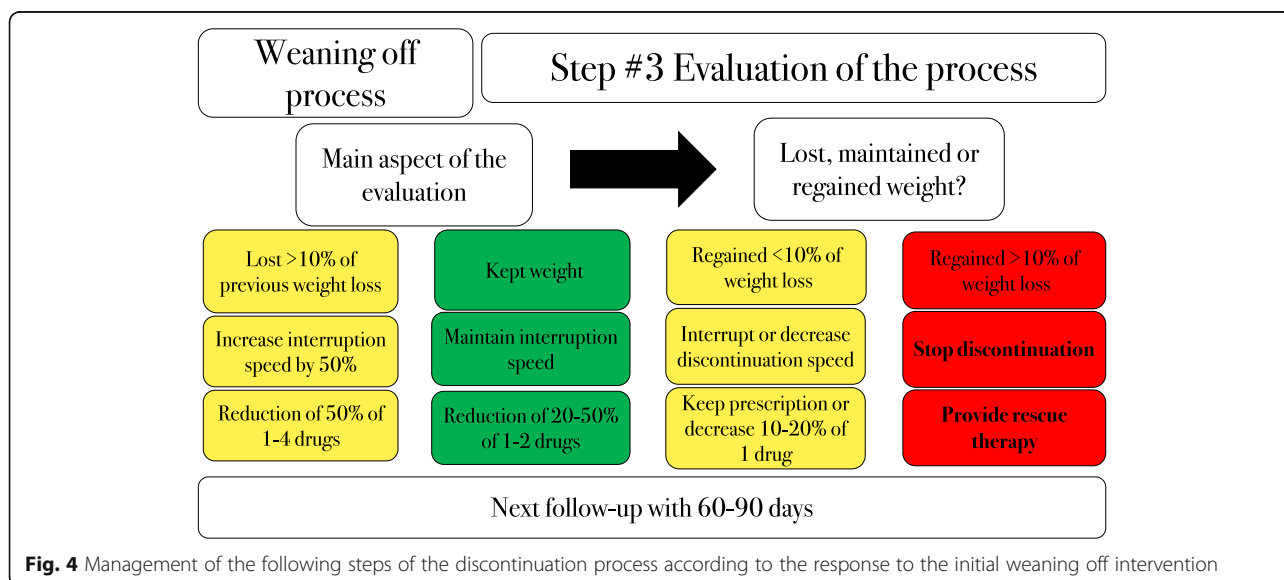 Weaning off
process
Step #3 Evaluation of the process
Main aspect of the
evaluation
Lost, maintained or
regained weight?
Lost >10% of
previous weight loss
Kept weight
Regained <10% of
weight loss
Regained >10% of
weight loss
Increase interruption
speed by 50%
Maintain interruption
speed
Interrupt or decrease
discontinuation speed
Stop discontinuation
Reduction of 50% of
1-4 drugs
Reduction of 20-50%
of 1-2 drugs
Keep prescription or
decrease 10-20% of
1 drug
Provide rescue
therapy
Next follow-up with 60-90 days
Fig. 4 Management of the following steps of the discontinuation process according to the response to the initial weaning off intervention